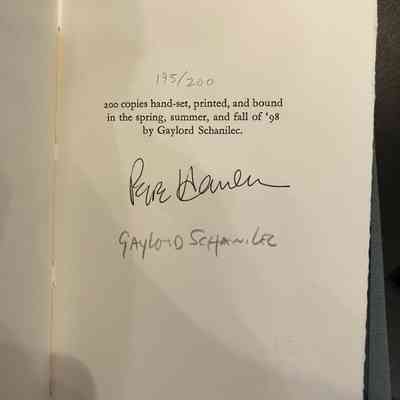 195/200
200 copies hand-set, printed, and bound
in the spring, summer, and fall of '98
by Gaylord Schanilec.
GAYLORD SCHANILEC